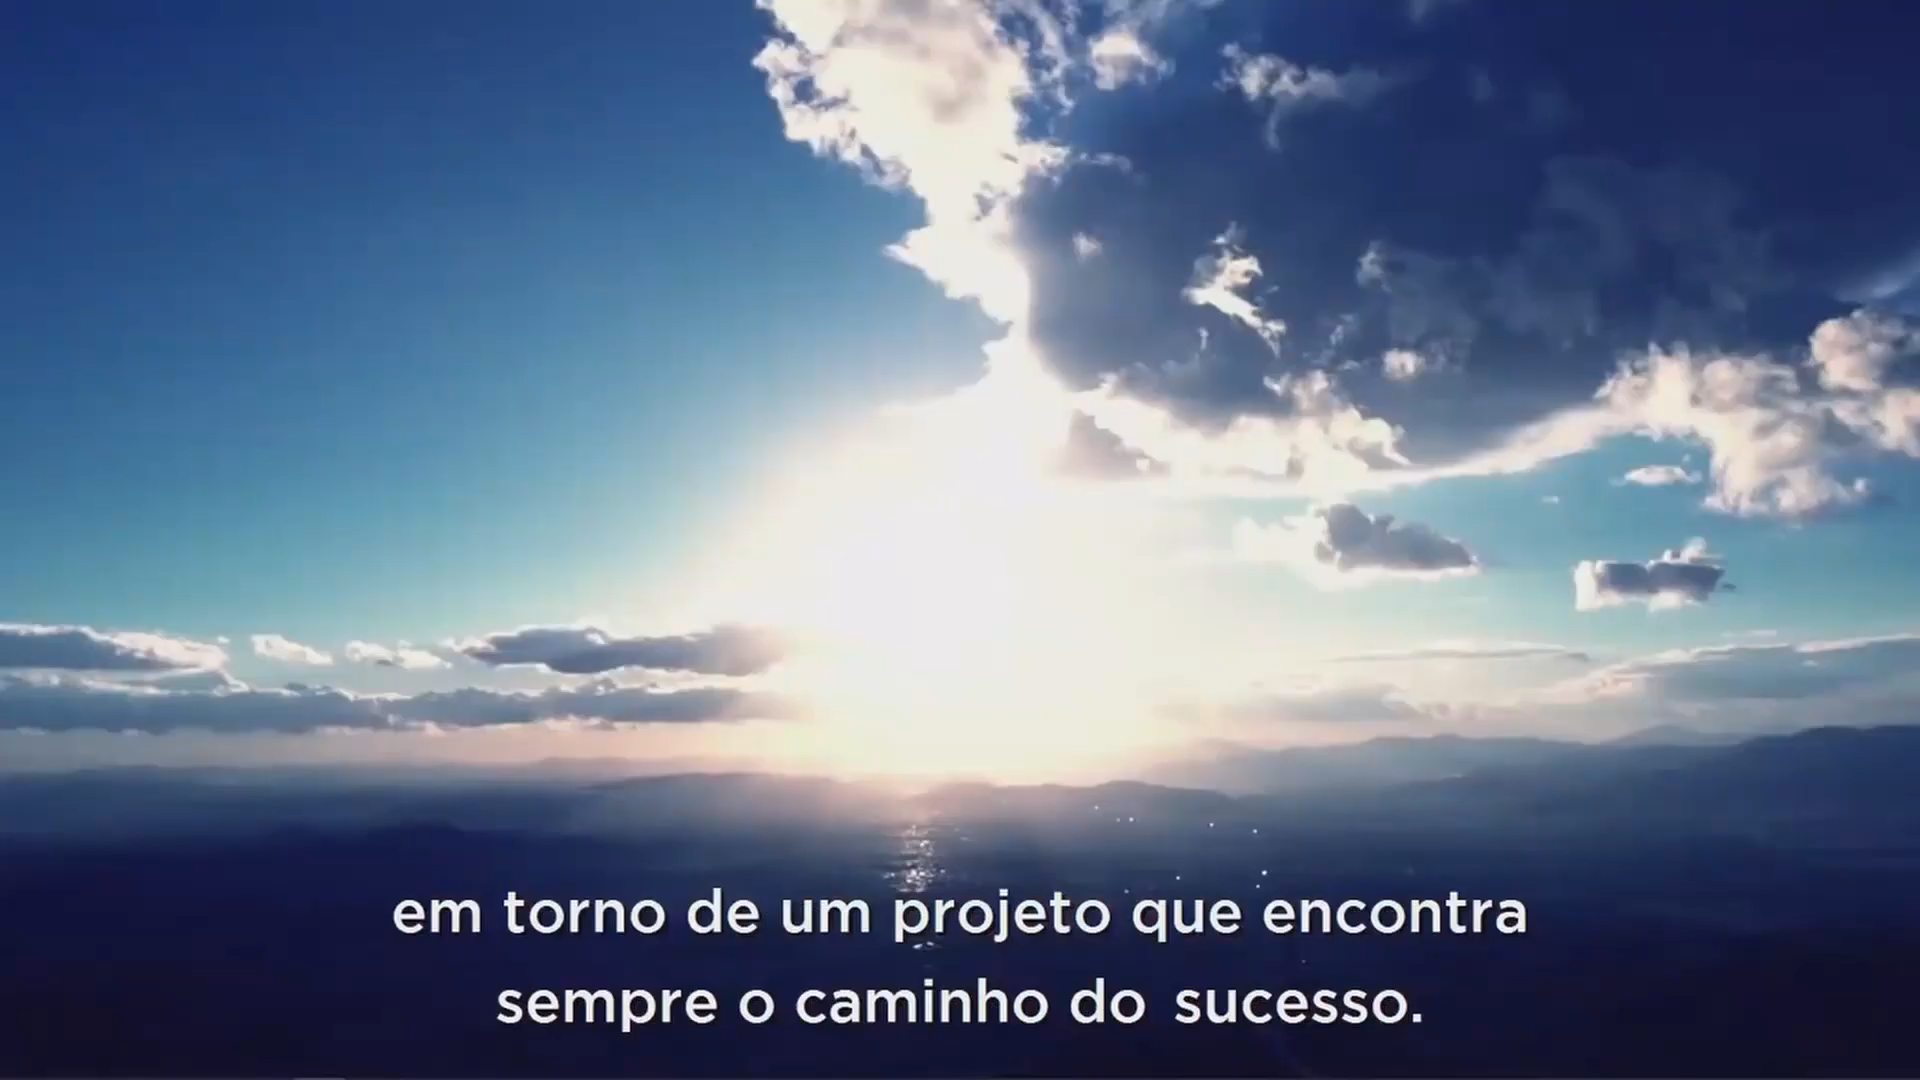 em torno de um projeto que encontra
sempre o caminho do sucesso.